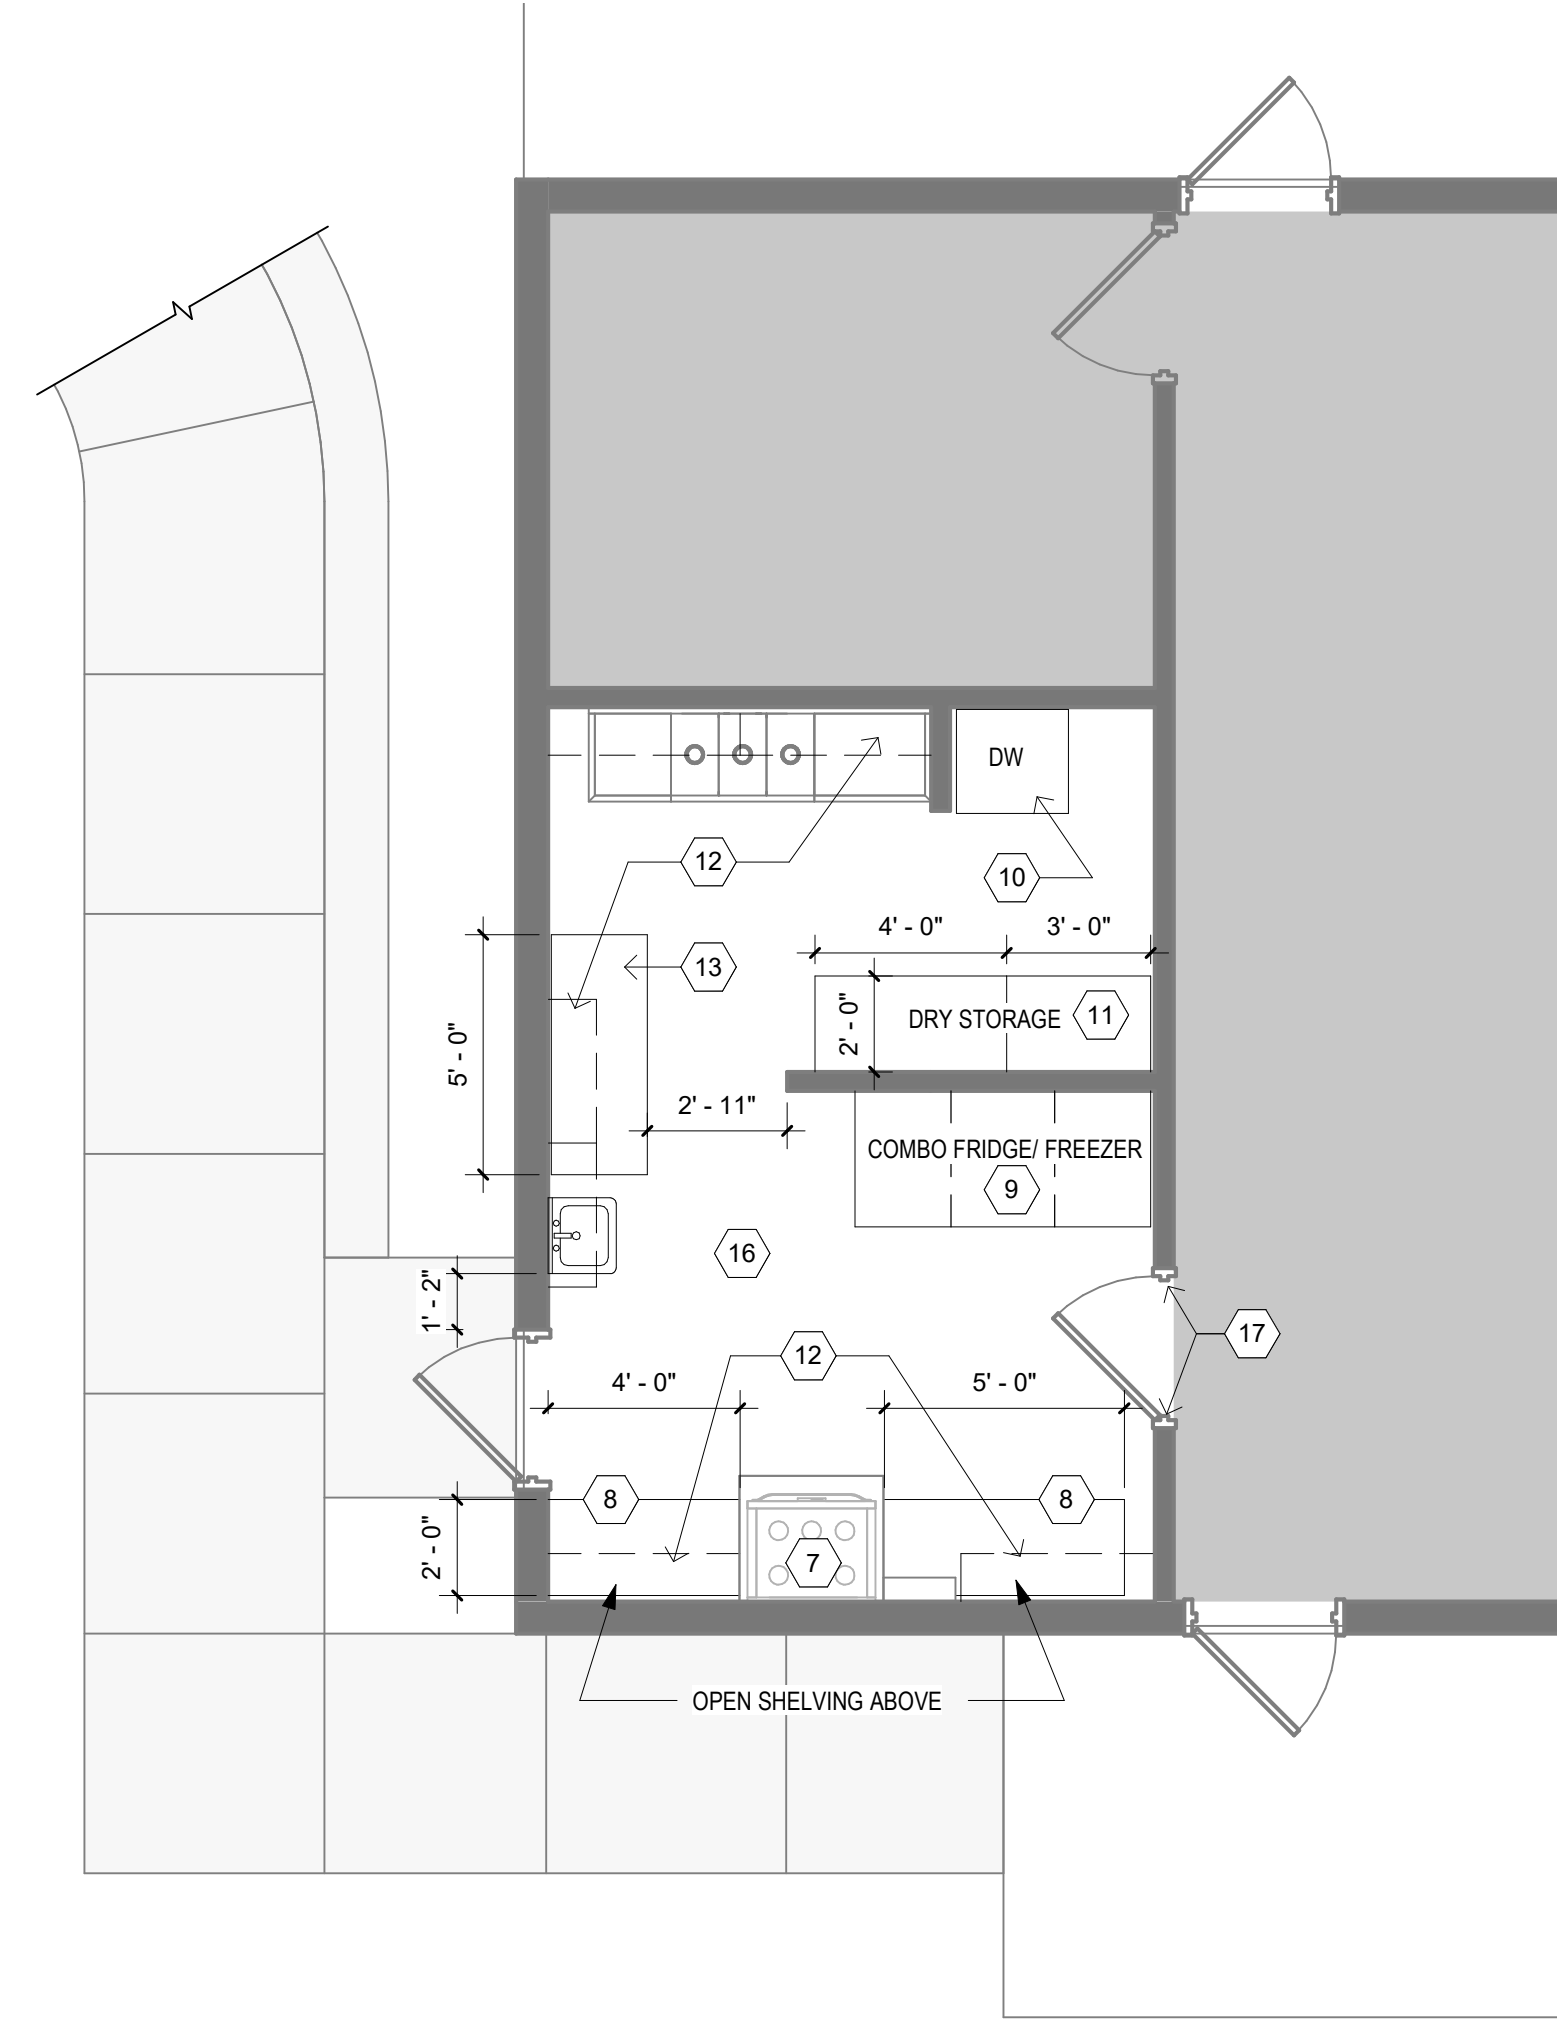 DW
12
10
4' - 0"
3' - 0"
13
2' - 0"
DRY STORAGE
11
5' - 0"
2' - 11"
COMBO FRIDGE/ FREEZER
9
16
1' - 2"
17
12
4' - 0"
5' - 0"
8
8
2' - 0"
7
OPEN SHELVING ABOVE